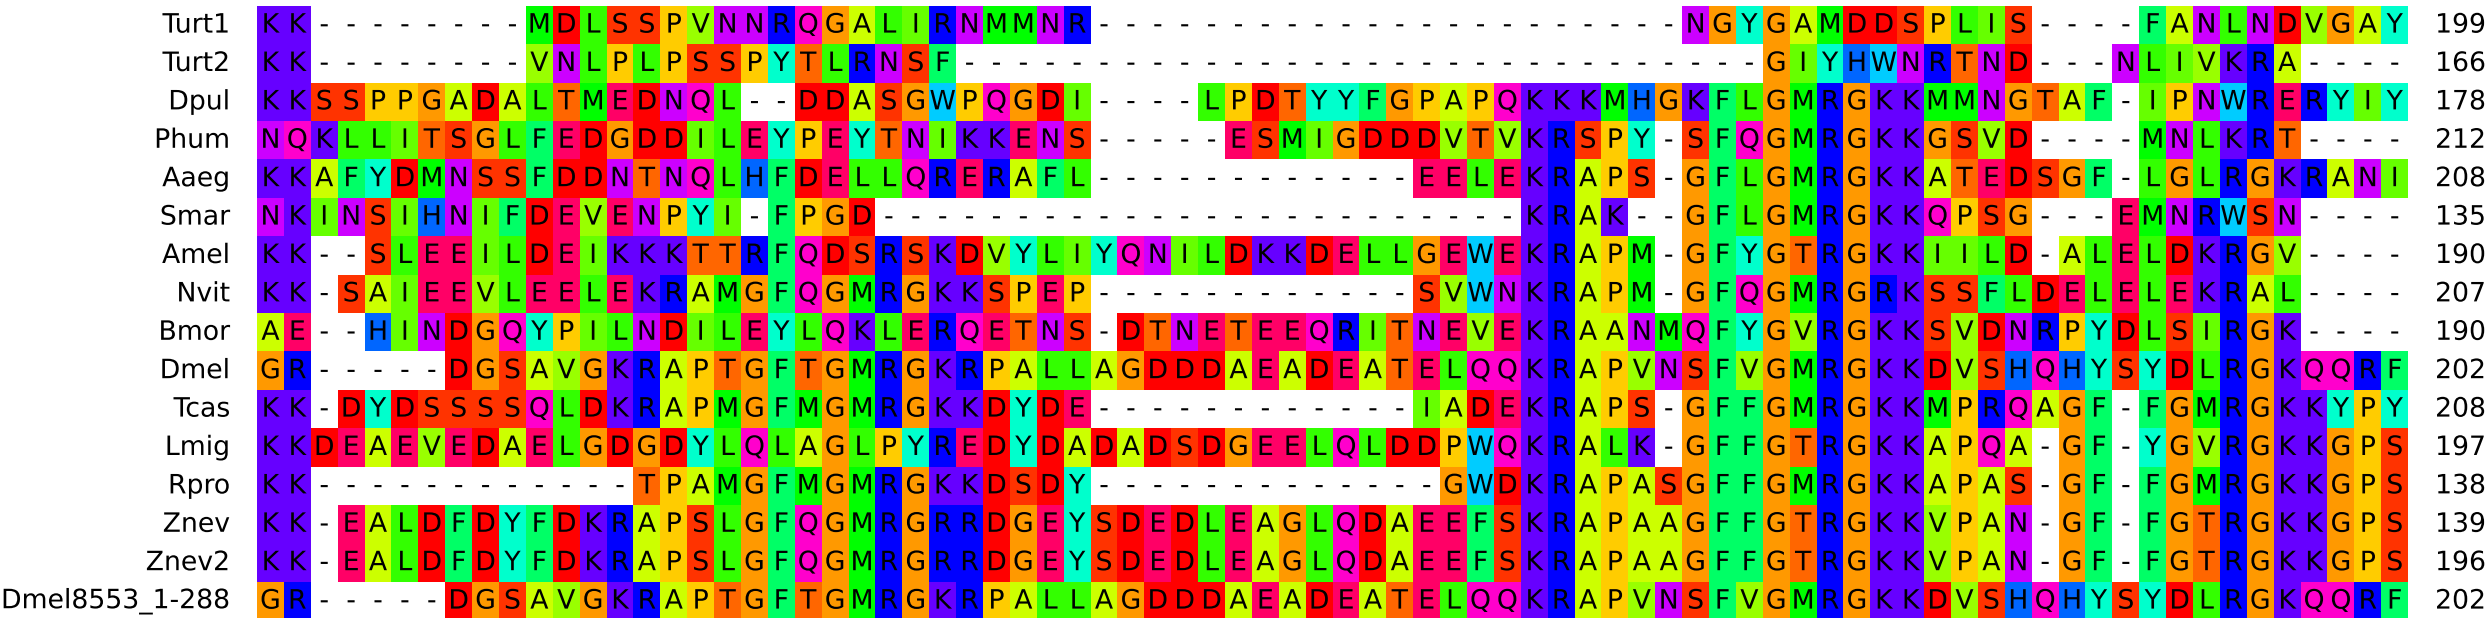 Turt1 KK--------MDLSSPVNNRQGALIRNMMNR----------------------NGYGAMDDSPLIS----FANLNDVGAY 199
Turt2 KK--------VNLPLPSSPYTLRNSF------------------------------GIYHWNRTND---NLIVKRA---- 166
Dpul KKSSPPGADALTMEDNQL--DDASGWPQGDI----LPDTYYFGPAPQKKKMHGKFLGMRGKKMMNGTAF-IPNWRERYIY 178
Phum NQKLLITSGLFEDGDDILEYPEYTNIKKENS-----ESMIGDDDVTVKRSPY-SFQGMRGKKGSVD----MNLKRT---- 212
Aaeg KKAFYDMNSSFDDNTNQLHFDELLQRERAFL------------EELEKRAPS-GFLGMRGKKATEDSGF-LGLRGKRANI 208
Smar NKINSIHNIFDEVENPYI-FPGD------------------------KRAK--GFLGMRGKKQPSG---EMNRWSN---- 135
Amel KK--SLEEILDEIKKKTTRFQDSRSKDVYLIYQNILDKKDELLGEWEKRAPM-GFYGTRGKKIILD-ALELDKRGV---- 190
Nvit KK-SAIEEVLEELEKRAMGFQGMRGKKSPEP------------SVWNKRAPM-GFQGMRGRKSSFLDELELEKRAL---- 207
Bmor AE--HINDGQYPILNDILEYLQKLERQETNS-DTNETEEQRITNEVEKRAANMQFYGVRGKKSVDNRPYDLSIRGK---- 190
Dmel GR-----DGSAVGKRAPTGFTGMRGKRPALLAGDDDAEADEATELQQKRAPVNSFVGMRGKKDVSHQHYSYDLRGKQQRF 202
Tcas KK-DYDSSSSQLDKRAPMGFMGMRGKKDYDE------------IADEKRAPS-GFFGMRGKKMPRQAGF-FGMRGKKYPY 208
Lmig KKDEAEVEDAELGDGDYLQLAGLPYREDYDADADSDGEELQLDDPWQKRALK-GFFGTRGKKAPQA-GF-YGVRGKKGPS 197
Rpro KK------------TPAMGFMGMRGKKDSDY-------------GWDKRAPASGFFGMRGKKAPAS-GF-FGMRGKKGPS 138
Znev KK-EALDFDYFDKRAPSLGFQGMRGRRDGEYSDEDLEAGLQDAEEFSKRAPAAGFFGTRGKKVPAN-GF-FGTRGKKGPS 139
Znev2 KK-EALDFDYFDKRAPSLGFQGMRGRRDGEYSDEDLEAGLQDAEEFSKRAPAAGFFGTRGKKVPAN-GF-FGTRGKKGPS 196
Dmel8553_1-288 GR-----DGSAVGKRAPTGFTGMRGKRPALLAGDDDAEADEATELQQKRAPVNSFVGMRGKKDVSHQHYSYDLRGKQQRF 202